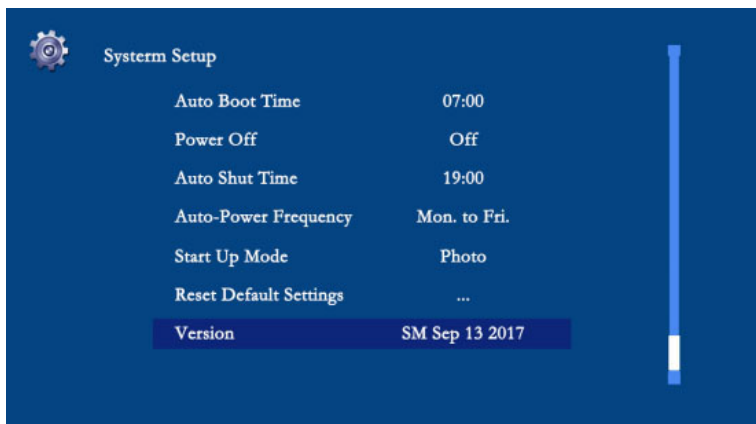 Systerm Setup
Auto Boot Time 07:00
Power Off Off
Auto Shut Time 19:00
Auto-Power Frequency Mon. to Fri.
Start Up Mode Photo
Reset Default Settings ...
Version SM Sep 13 2017